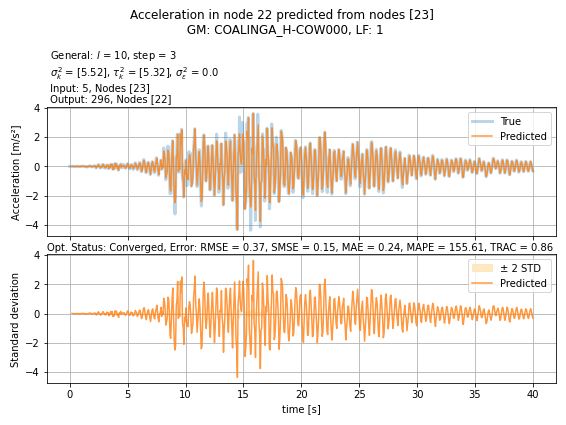 Acceleration in node 22 predicted from nodes [23]
GM: COALINGA_H-COW000, LF: 1
General: l = 10, step = 3
σ²ₖ = [5.52], τ²ₖ = [5.32], σ²ε = 0.0
Input: 5, Nodes [23]
Output: 296, Nodes [22]
4
2
0
−2
−4
Acceleration [m/s²]
True
Predicted
Opt. Status: Converged, Error: RMSE = 0.37, SMSE = 0.15, MAE = 0.24, MAPE = 155.61, TRAC = 0.86
4
2
0
−2
−4
Standard deviation
± 2 STD
Predicted
0 5 10 15 20 25 30 35 40
time [s]